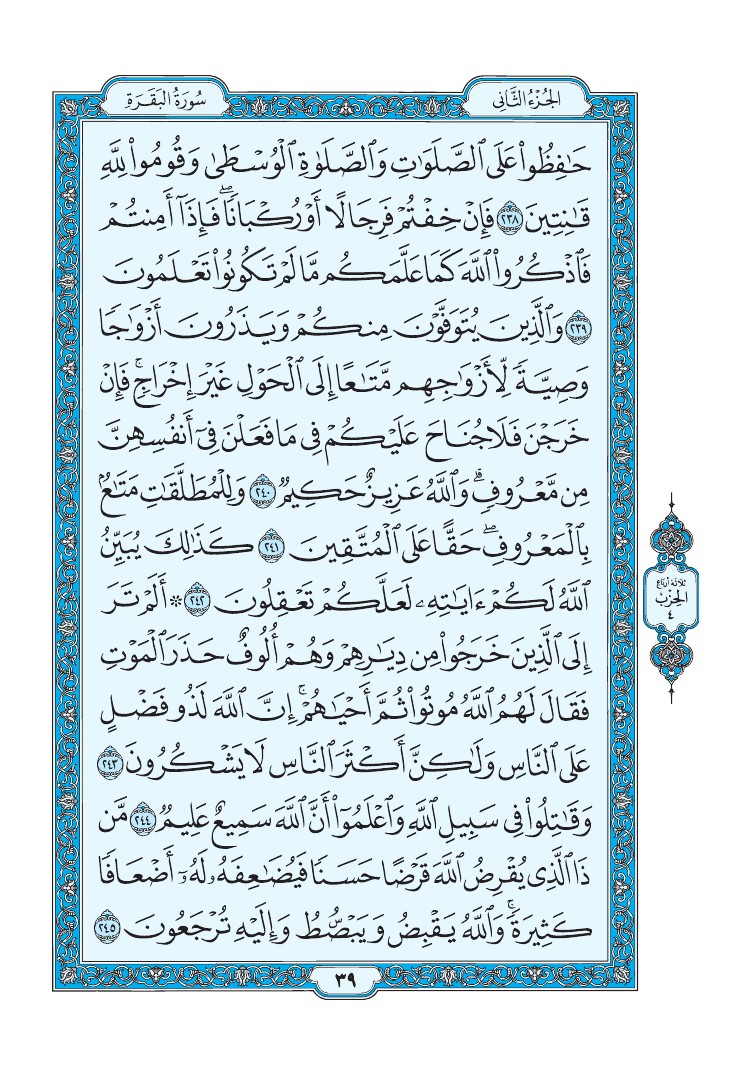 الجُزْءُ الثَّانِي
سُورَةُ البَقَرَةِ
حَٰفِظُوا۟ عَلَى ٱلصَّلَوَٰتِ وَٱلصَّلَوٰةِ ٱلْوُسْطَىٰ وَقُومُوا۟ لِلَّهِ
قَٰنِتِينَ ٢٣٨ فَإِنْ خِفْتُمْ فَرِجَالًا أَوْ رُكْبَانًا ۖ فَإِذَآ أَمِنتُمْ
فَٱذْكُرُوا۟ ٱللَّهَ كَمَا عَلَّمَكُم مَّا لَمْ تَكُونُوا۟ تَعْلَمُونَ
٢٣٩ وَٱلَّذِينَ يُتَوَفَّوْنَ مِنكُمْ وَيَذَرُونَ أَزْوَٰجًا
وَصِيَّةً لِّأَزْوَٰجِهِم مَّتَٰعًا إِلَى ٱلْحَوْلِ غَيْرَ إِخْرَاجٍ ۚ فَإِنْ
خَرَجْنَ فَلَا جُنَاحَ عَلَيْكُمْ فِى مَا فَعَلْنَ فِىٓ أَنفُسِهِنَّ
مِن مَّعْرُوفٍ ۗ وَٱللَّهُ عَزِيزٌ حَكِيمٌ ٢٤٠ وَلِلْمُطَلَّقَٰتِ مَتَٰعٌۢ
بِٱلْمَعْرُوفِ ۖ حَقًّا عَلَى ٱلْمُتَّقِينَ ٢٤١ كَذَٰلِكَ يُبَيِّنُ
ٱللَّهُ لَكُمْ ءَايَٰتِهِۦ لَعَلَّكُمْ تَعْقِلُونَ ٢٤٢ ۞ أَلَمْ تَرَ
إِلَى ٱلَّذِينَ خَرَجُوا۟ مِن دِيَٰرِهِمْ وَهُمْ أُلُوفٌ حَذَرَ ٱلْمَوْتِ
فَقَالَ لَهُمُ ٱللَّهُ مُوتُوا۟ ثُمَّ أَحْيَٰهُمْ ۚ إِنَّ ٱللَّهَ لَذُو فَضْلٍ
عَلَى ٱلنَّاسِ وَلَٰكِنَّ أَكْثَرَ ٱلنَّاسِ لَا يَشْكُرُونَ ٢٤٣
وَقَٰتِلُوا۟ فِى سَبِيلِ ٱللَّهِ وَٱعْلَمُوٓا۟ أَنَّ ٱللَّهَ سَمِيعٌ عَلِيمٌ ٢٤٤ مَّن
ذَا ٱلَّذِى يُقْرِضُ ٱللَّهَ قَرْضًا حَسَنًا فَيُضَٰعِفَهُۥ لَهُۥٓ أَضْعَافًا
كَثِيرَةً ۚ وَٱللَّهُ يَقْبِضُ وَيَبْصُۜطُ وَإِلَيْهِ تُرْجَعُونَ ٢٤٥
ثلاثة أرباع
الحِزْب
٤
٣٩